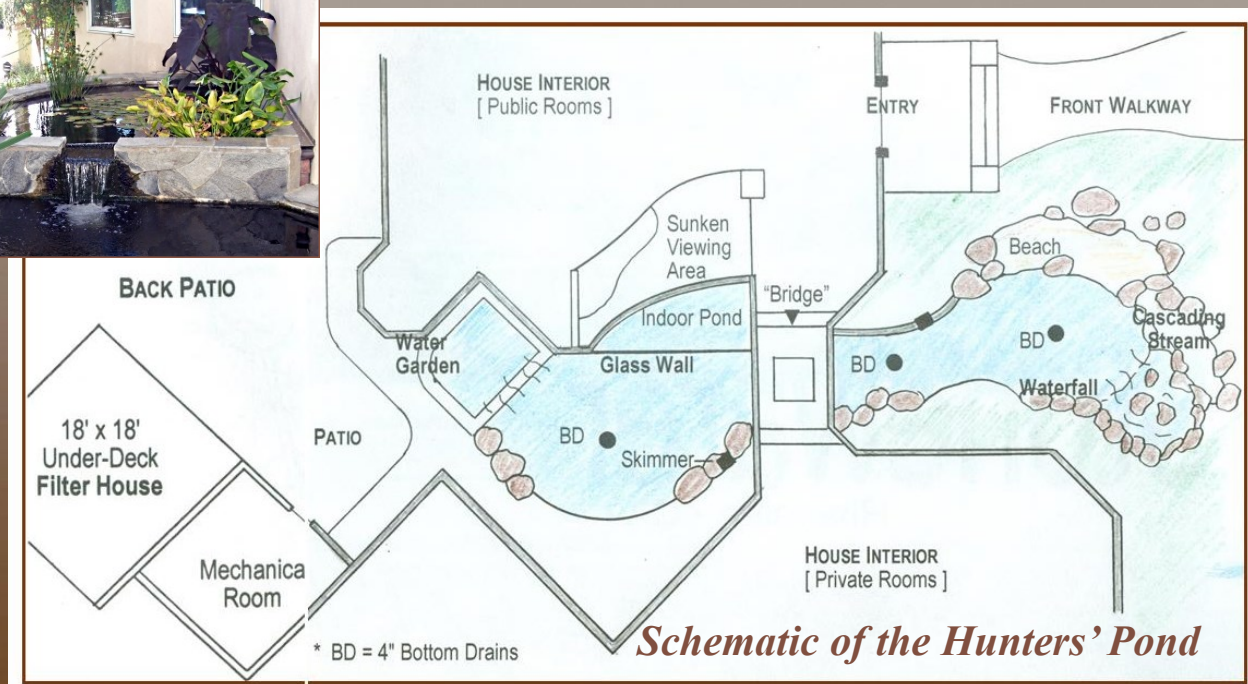 HOUSE INTERIOR
[ Public Rooms ]
ENTRY
FRONT WALKWAY
Sunken
Viewing
Area
Beach
BACK PATIO
"Bridge"
Indoor Pond
Cascading
Stream
Water
Garden
Glass Wall
BD
BD
Waterfall
18' x 18'
Under-Deck
Filter House
PATIO
BD
Skimmer
HOUSE INTERIOR
[ Private Rooms ]
Mechanica
Room
* BD = 4" Bottom Drains
Schematic of the Hunters' Pond